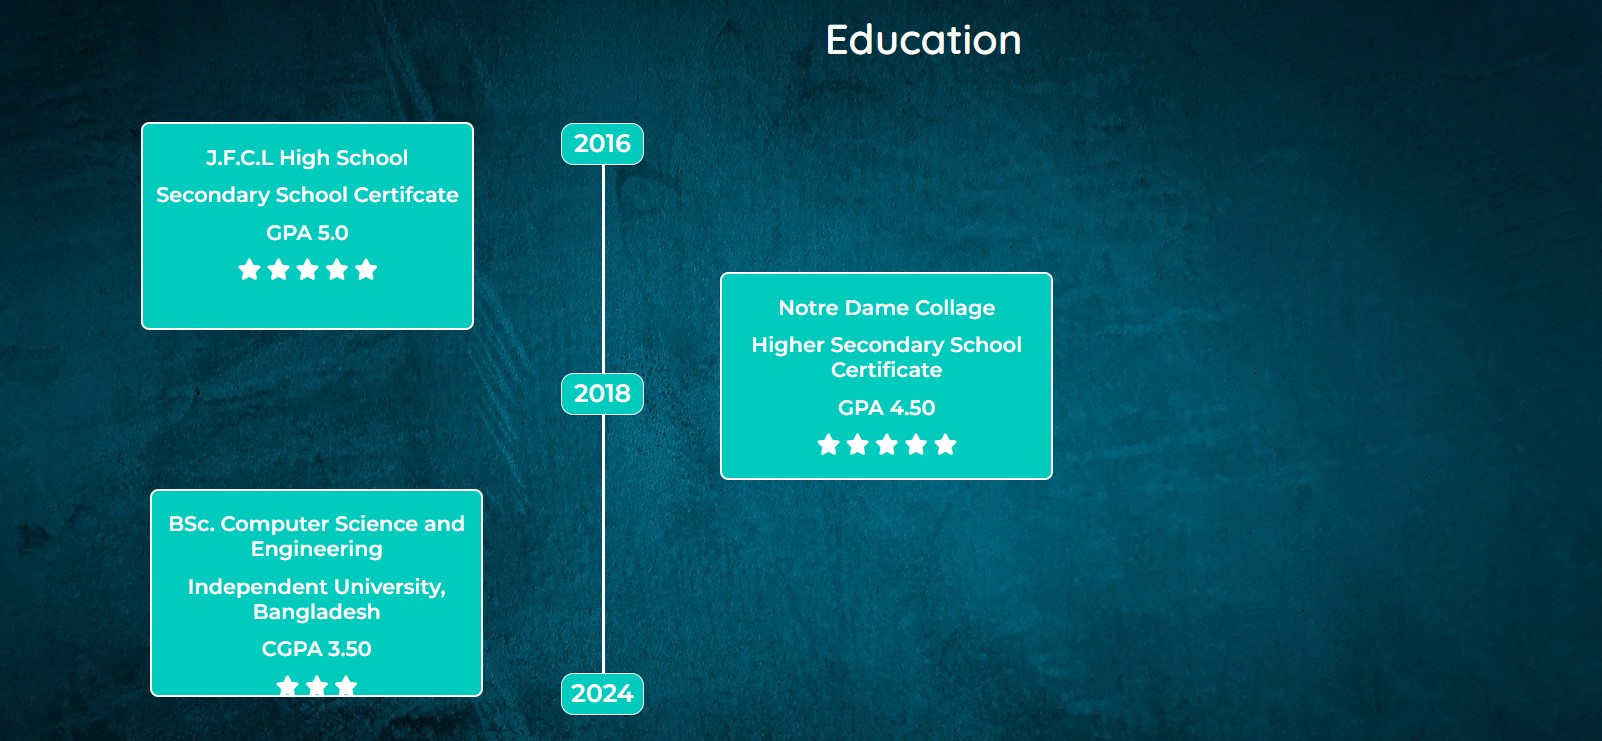 Education
2016
J.F.C.L High School
Secondary School Certifcate
GPA 5.0
2018
Notre Dame Collage
Higher Secondary School
Certificate
GPA 4.50
BSc. Computer Science and
Engineering
Independent University,
Bangladesh
CGPA 3.50
2024